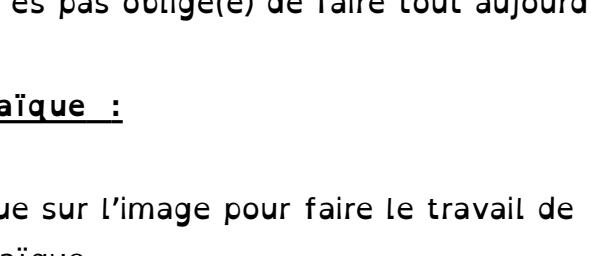 es pas obligé(e) de faire tout aujourd
aïque :
ue sur l'image pour faire le travail de
aïque